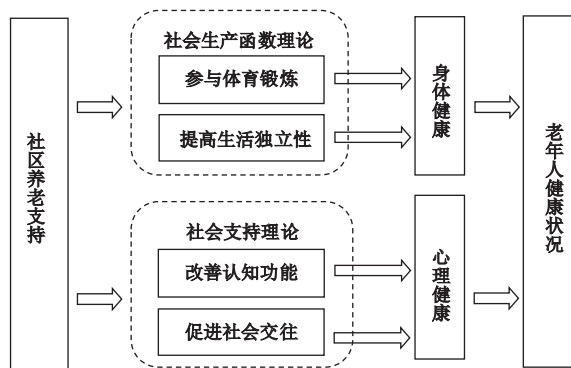 社区养老支持
社会生产函数理论
参与体育锻炼
提高生活独立性
身体健康
社会支持理论
改善认知功能
促进社会交往
心理健康
老年人健康状况